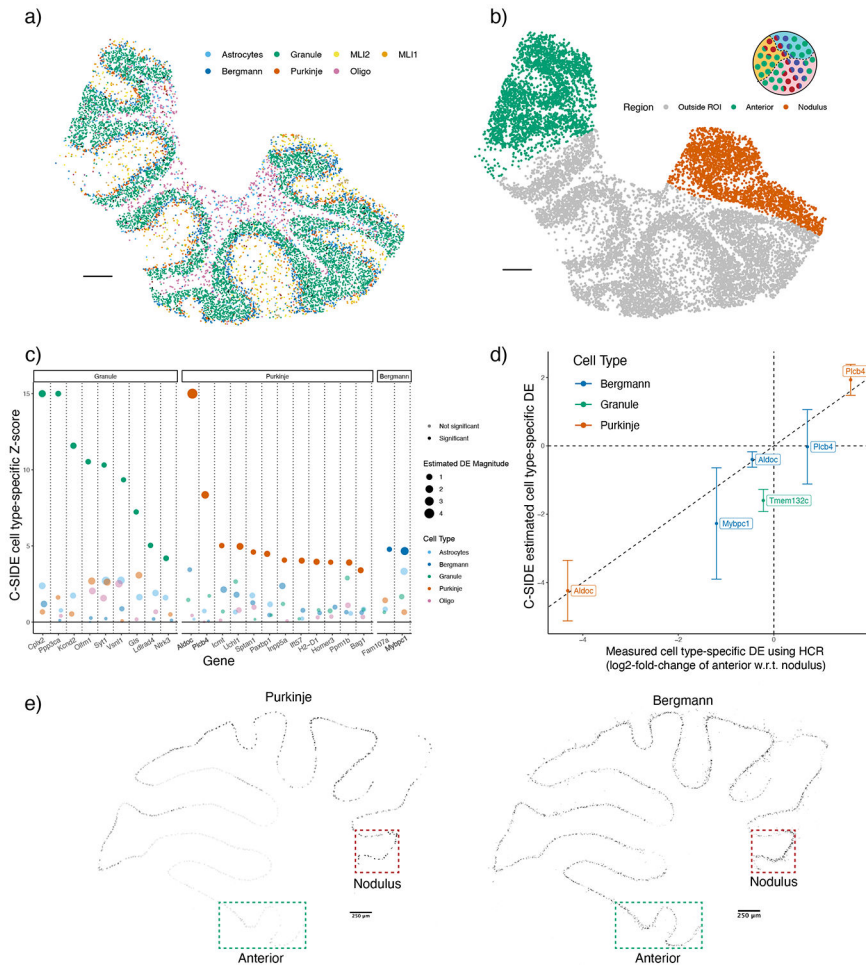 a)
Astrocytes Granule MLI2 MLI1
Bergmann Purkinje Oligo
b)
Region Outside ROI Anterior Nodulus
c)
Granule Purkinje Bergmann
C-SIDE cell type-specific Z-score
15
10
5
0
Cplx2 Ppp3ca Kcnd2 Olfm1 Syt1 Vsnl1 Gls Ldlrad4 Ntrk3 Aldoc Plcb4 Icmt Uchl1 Sptan1 Paxbp1 Inpp5a Ifi57 H2-D1 Homer3 Ppm1b Bag1 Fam107a Mybpc1
Gene
Not significant
Significant
Estimated DE Magnitude
1
2
3
4
Cell Type
Astrocytes
Bergmann
Granule
Purkinje
Oligo
d)
Cell Type
Bergmann
Granule
Purkinje
C-SIDE estimated cell type-specific DE
2
0
-2
-4
Plcb4
Plcb4
Aldoc
Tmem132c
Mybpc1
Aldoc
-4 -2 0
Measured cell type-specific DE using HCR
(log2-fold-change of anterior w.r.t. nodulus)
e)
Purkinje
Nodulus
250 µm
Anterior
Bergmann
Nodulus
250 µm
Anterior